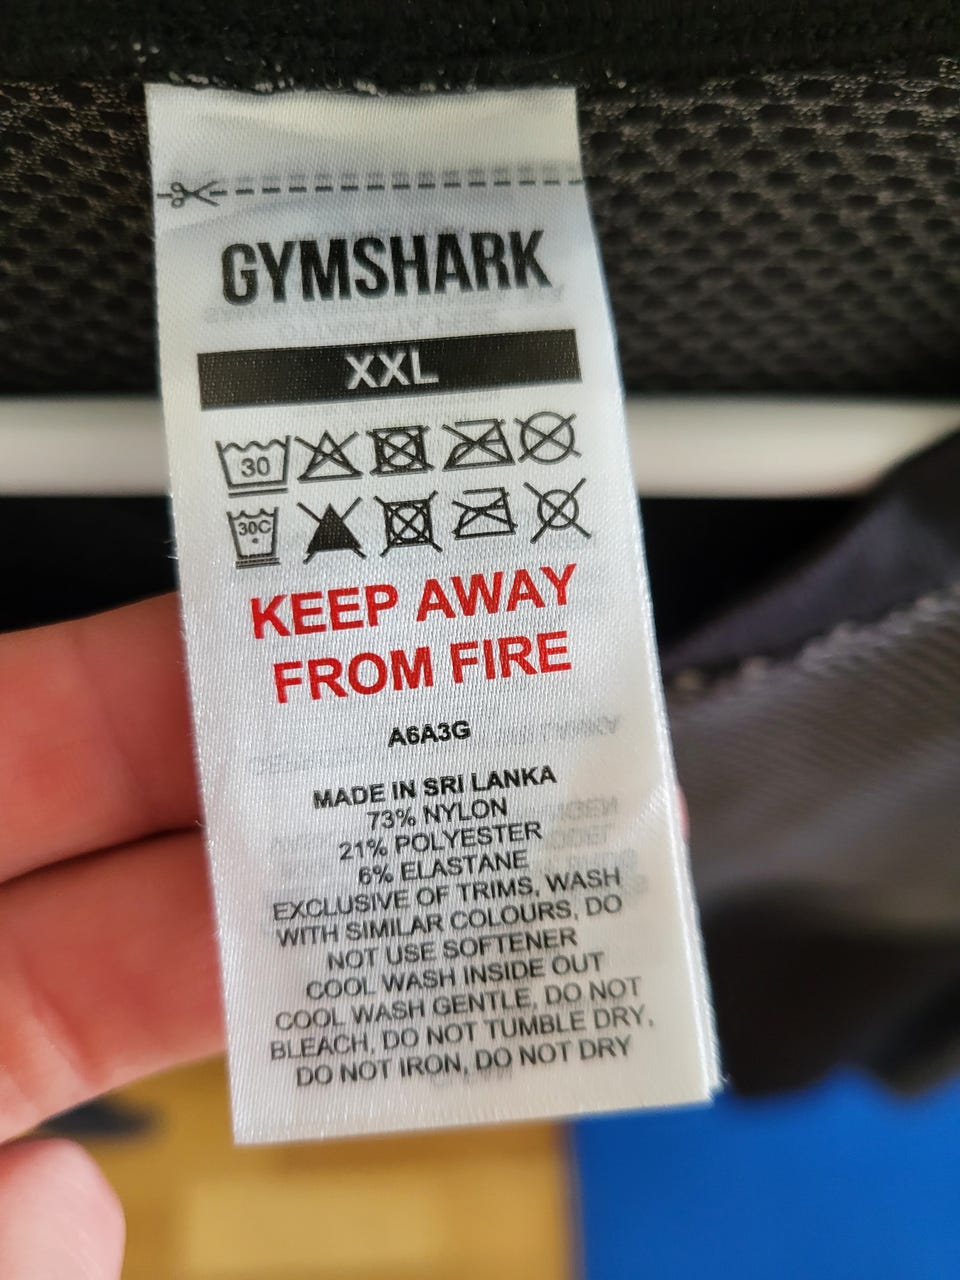 GYMSHARK
XXL
30
30C
KEEP AWAY
FROM FIRE
A6A3G
MADE IN SRI LANKA
73% NYLON
21% POLYESTER
6% ELASTANE
EXCLUSIVE OF TRIMS, WASH
WITH SIMILAR COLOURS, DO
NOT USE SOFTENER
COOL WASH INSIDE OUT
COOL WASH GENTLE, DO NOT
BLEACH, DO NOT TUMBLE DRY,
DO NOT IRON, DO NOT DRY